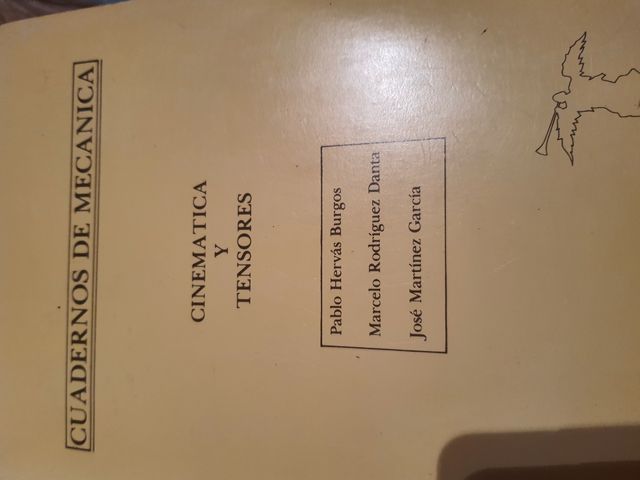 CUADERNOS DE MECANICA
CINEMATICA
Y
TENSORES
Pablo Hervás Burgos
Marcelo Rodríguez Danta
José Martínez García